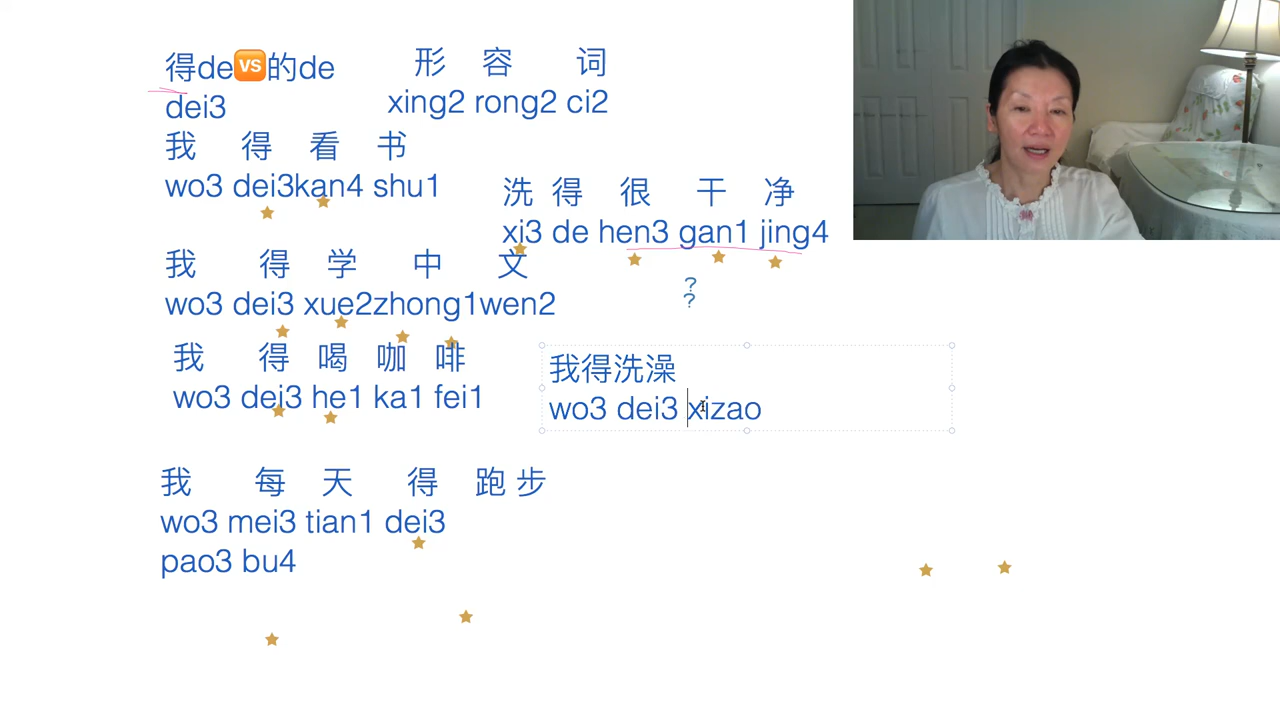 得de🆚的de
dei3
形 容 词
xing2 rong2 ci2
我 得 看 书
wo3 dei3kan4 shu1
洗 得 很 干 净
xi3 de hen3 gan1 jing4
我 得 学 中 文
wo3 dei3 xue2zhong1wen2
?
?
我 得 喝 咖 啡
wo3 dei3 he1 ka1 fei1
我得洗澡
wo3 dei3 xizao
我 每 天 得 跑 步
wo3 mei3 tian1 dei3
pao3 bu4